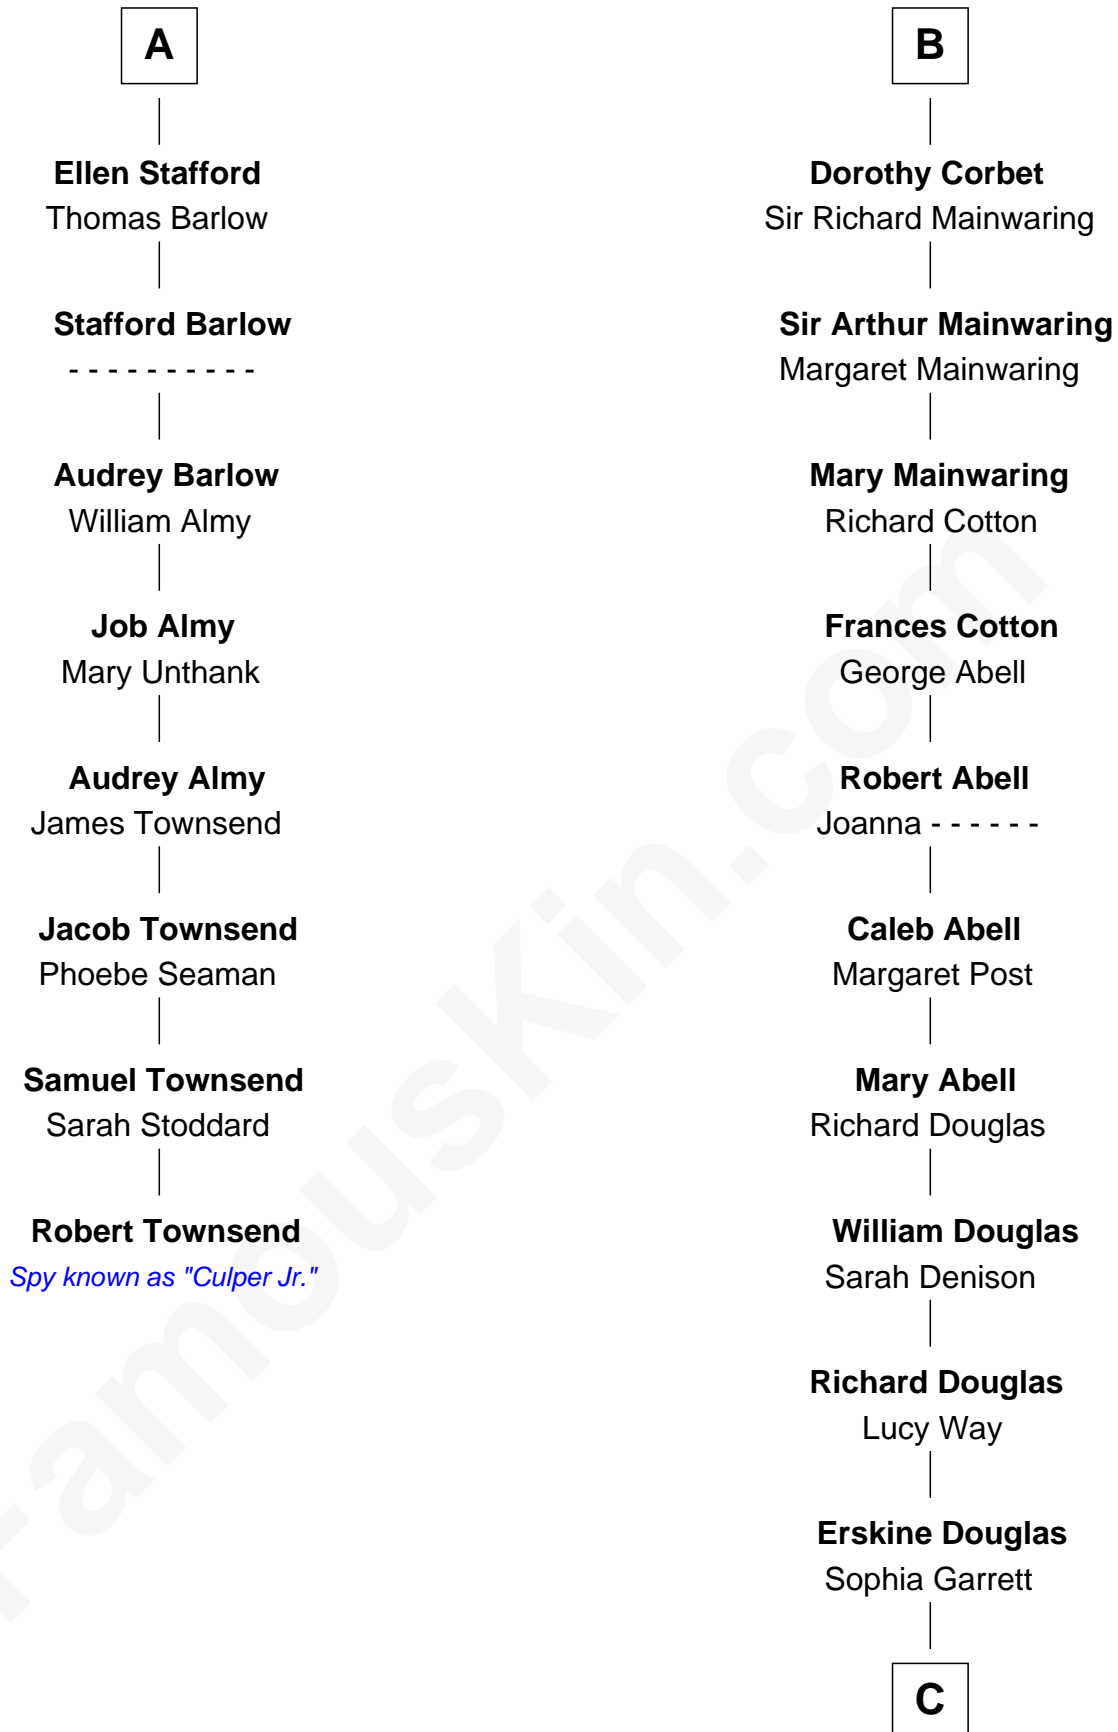 A
Ellen Stafford
Thomas Barlow
Stafford Barlow
- - - - - - - - - -
Audrey Barlow
William Almy
Job Almy
Mary Unthank
Audrey Almy
James Townsend
Jacob Townsend
Phoebe Seaman
Samuel Townsend
Sarah Stoddard
Robert Townsend
Spy known as "Culper Jr."
B
Dorothy Corbet
Sir Richard Mainwaring
Sir Arthur Mainwaring
Margaret Mainwaring
Mary Mainwaring
Richard Cotton
Frances Cotton
George Abell
Robert Abell
Joanna - - - - - -
Caleb Abell
Margaret Post
Mary Abell
Richard Douglas
William Douglas
Sarah Denison
Richard Douglas
Lucy Way
Erskine Douglas
Sophia Garrett
C
FamousKin.com